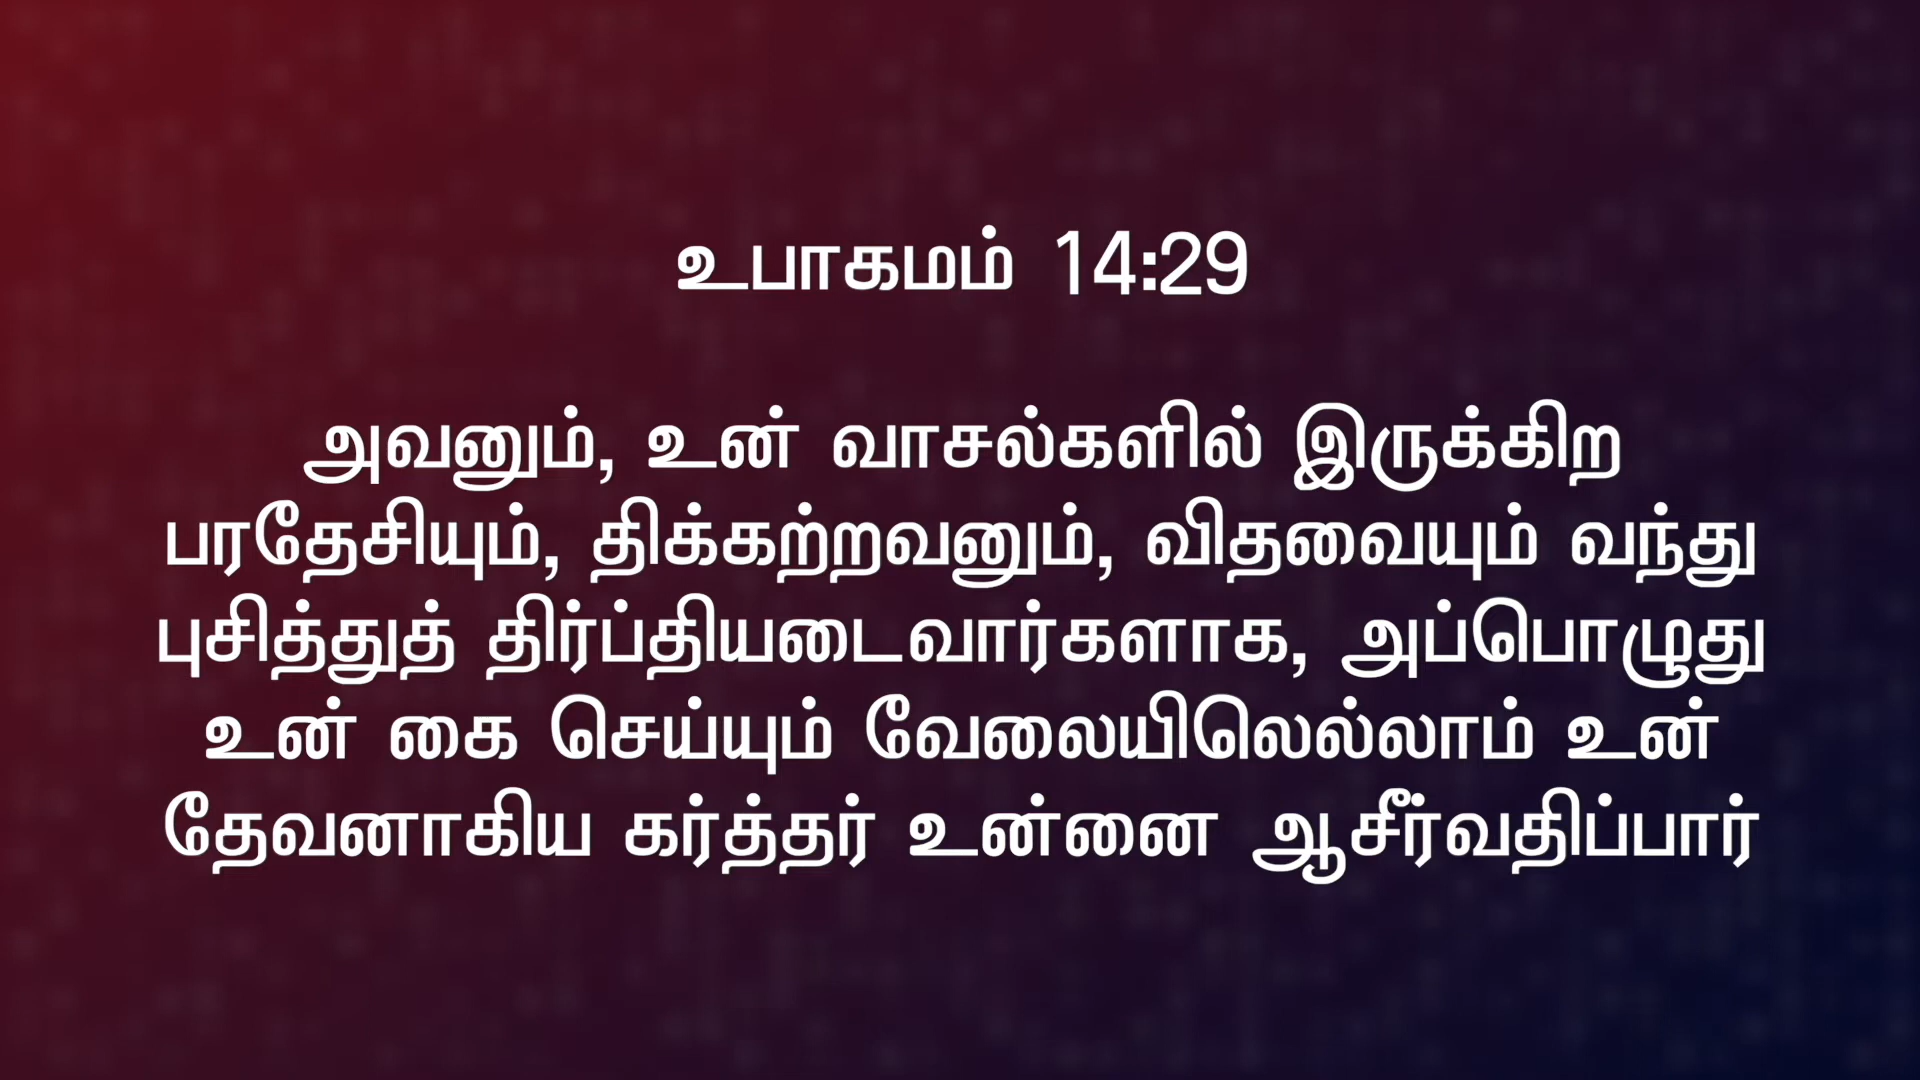 உபாகமம் 14:29
அவனும், உன் வாசல்களில் இருக்கிற
பரதேசியும், திக்கற்றவனும், விதவையும் வந்து
புசித்துத் திர்ப்தியடைவார்களாக, அப்பொழுது
உன் கை செய்யும் வேலையிலெல்லாம் உன்
தேவனாகிய கர்த்தர் உன்னை ஆசீர்வதிப்பார்